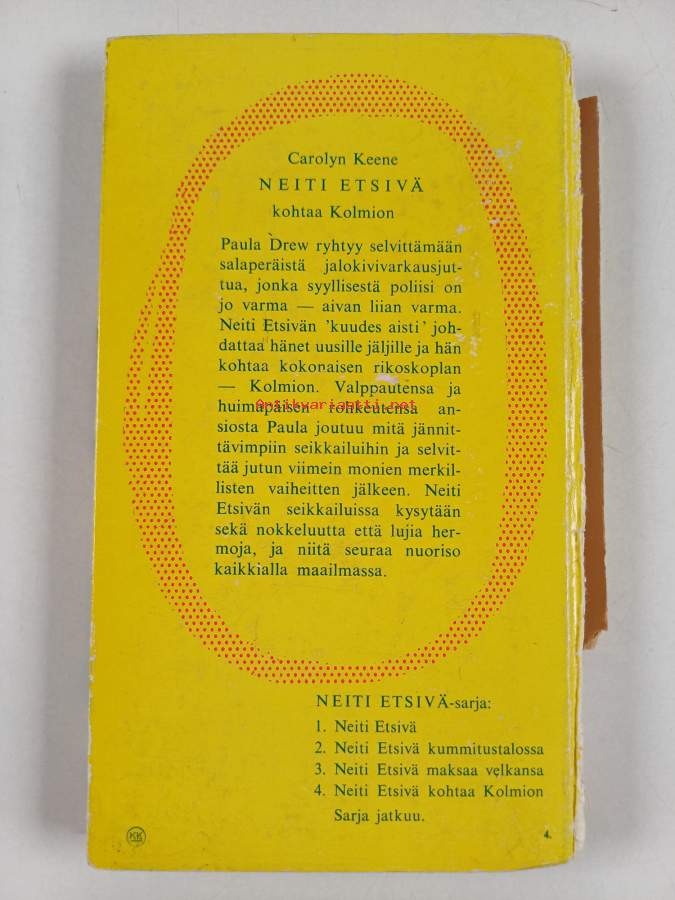 Carolyn Keene
NEITI ETSIVÄ
kohtaa Kolmion
Paula Drew ryhtyy selvittämään
salaperäistä jalokivivarkausjut-
tua, jonka syyllisestä poliisi on
jo varma — aivan liian varma.
Neiti Etsivän 'kuudes aisti' joh-
dattaa hänet uusille jäljille ja hän
kohtaa kokonaisen rikoskoplan
— Kolmion. Valppautensa ja
huimapäisen rohkeutensa an-
Antikvariaatti.net
siosta Paula joutuu mitä jännit-
tävimpiin seikkailuihin ja selvit-
tää jutun viimein monien merkil-
listen vaiheitten jälkeen. Neiti
Etsivän seikkailuissa kysytään
sekä nokkeluutta että lujia her-
moja, ja niitä seuraa nuoriso
kaikkialla maailmassa.
NEITI ETSIVÄ-sarja:
1. Neiti Etsivä
2. Neiti Etsivä kummitustalossa
3. Neiti Etsivä maksaa velkansa
4. Neiti Etsivä kohtaa Kolmion
Sarja jatkuu.
KK
4.